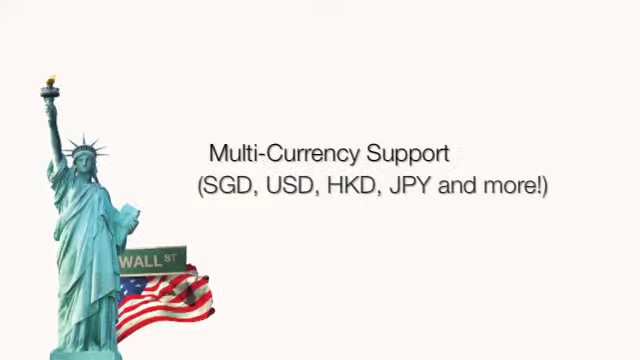 Multi-Currency Support
(SGD, USD, HKD, JPY and more!)
WALL ST